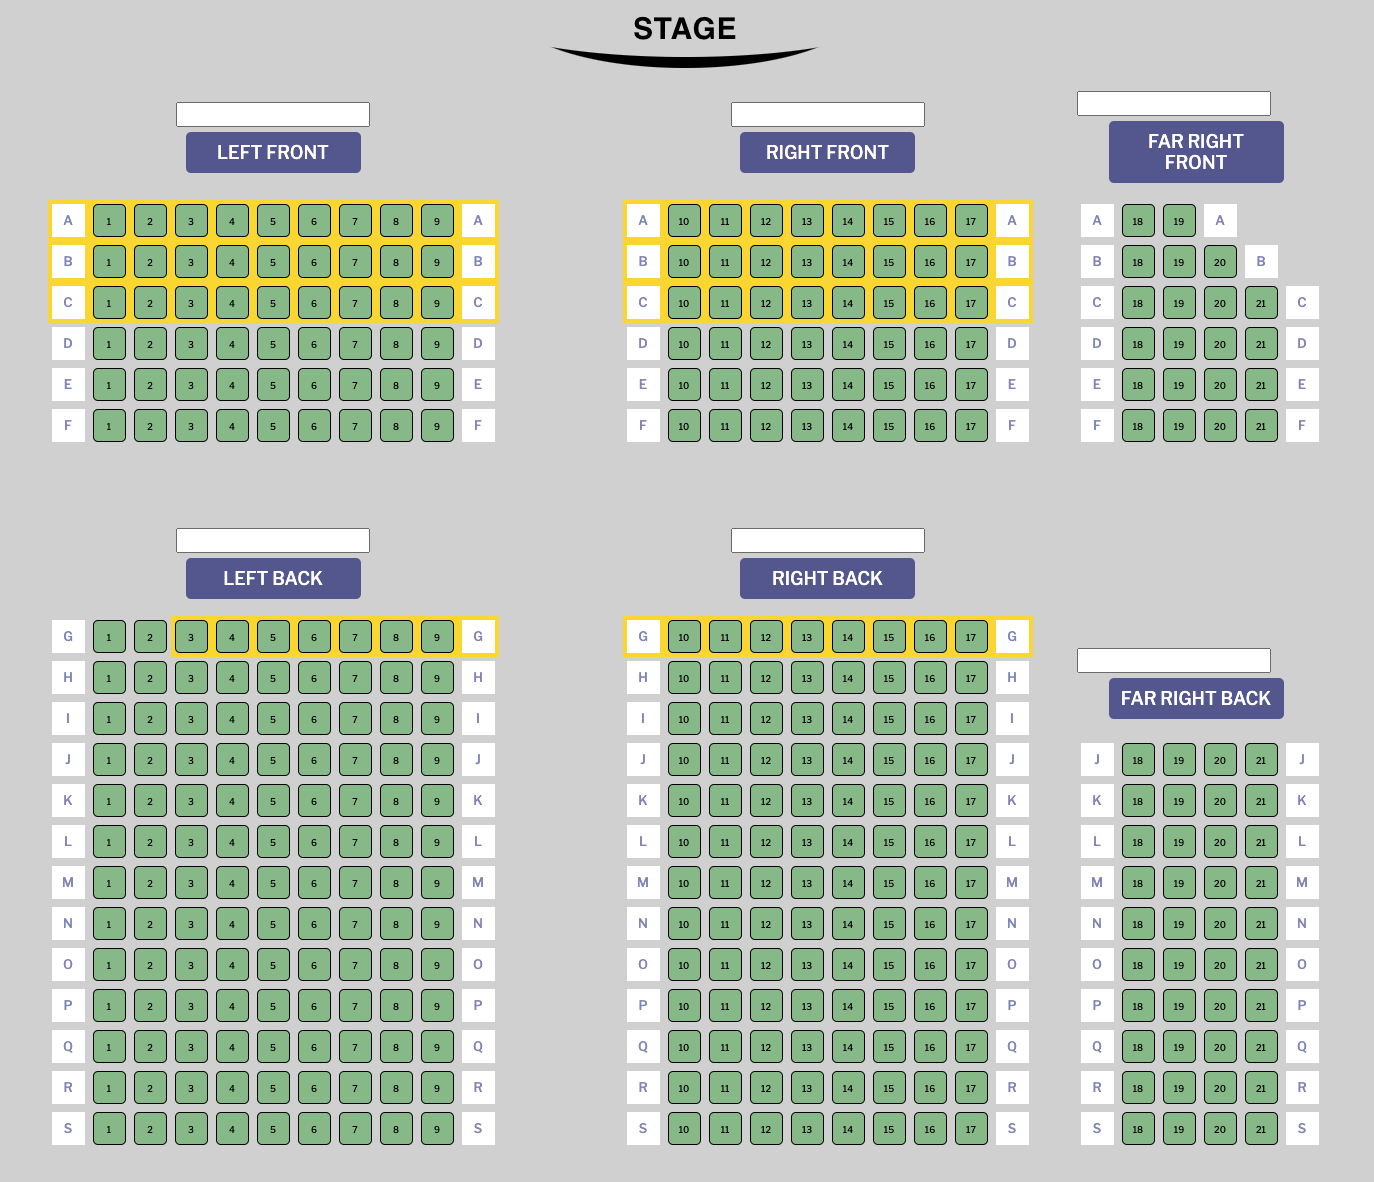 STAGE
LEFT FRONT
RIGHT FRONT
FAR RIGHT
FRONT
A 1 2 3 4 5 6 7 8 9 A
B 1 2 3 4 5 6 7 8 9 B
C 1 2 3 4 5 6 7 8 9 C
D 1 2 3 4 5 6 7 8 9 D
E 1 2 3 4 5 6 7 8 9 E
F 1 2 3 4 5 6 7 8 9 F
A 10 11 12 13 14 15 16 17 A
B 10 11 12 13 14 15 16 17 B
C 10 11 12 13 14 15 16 17 C
D 10 11 12 13 14 15 16 17 D
E 10 11 12 13 14 15 16 17 E
F 10 11 12 13 14 15 16 17 F
A 18 19 A
B 18 19 20 B
C 18 19 20 21 C
D 18 19 20 21 D
E 18 19 20 21 E
F 18 19 20 21 F
LEFT BACK
G 1 2 3 4 5 6 7 8 9 G
H 1 2 3 4 5 6 7 8 9 H
I 1 2 3 4 5 6 7 8 9 I
J 1 2 3 4 5 6 7 8 9 J
K 1 2 3 4 5 6 7 8 9 K
L 1 2 3 4 5 6 7 8 9 L
M 1 2 3 4 5 6 7 8 9 M
N 1 2 3 4 5 6 7 8 9 N
O 1 2 3 4 5 6 7 8 9 O
P 1 2 3 4 5 6 7 8 9 P
Q 1 2 3 4 5 6 7 8 9 Q
R 1 2 3 4 5 6 7 8 9 R
S 1 2 3 4 5 6 7 8 9 S
RIGHT BACK
G 10 11 12 13 14 15 16 17 G
H 10 11 12 13 14 15 16 17 H
I 10 11 12 13 14 15 16 17 I
J 10 11 12 13 14 15 16 17 J
K 10 11 12 13 14 15 16 17 K
L 10 11 12 13 14 15 16 17 L
M 10 11 12 13 14 15 16 17 M
N 10 11 12 13 14 15 16 17 N
O 10 11 12 13 14 15 16 17 O
P 10 11 12 13 14 15 16 17 P
Q 10 11 12 13 14 15 16 17 Q
R 10 11 12 13 14 15 16 17 R
S 10 11 12 13 14 15 16 17 S
FAR RIGHT BACK
J 18 19 20 21 J
K 18 19 20 21 K
L 18 19 20 21 L
M 18 19 20 21 M
N 18 19 20 21 N
O 18 19 20 21 O
P 18 19 20 21 P
Q 18 19 20 21 Q
R 18 19 20 21 R
S 18 19 20 21 S